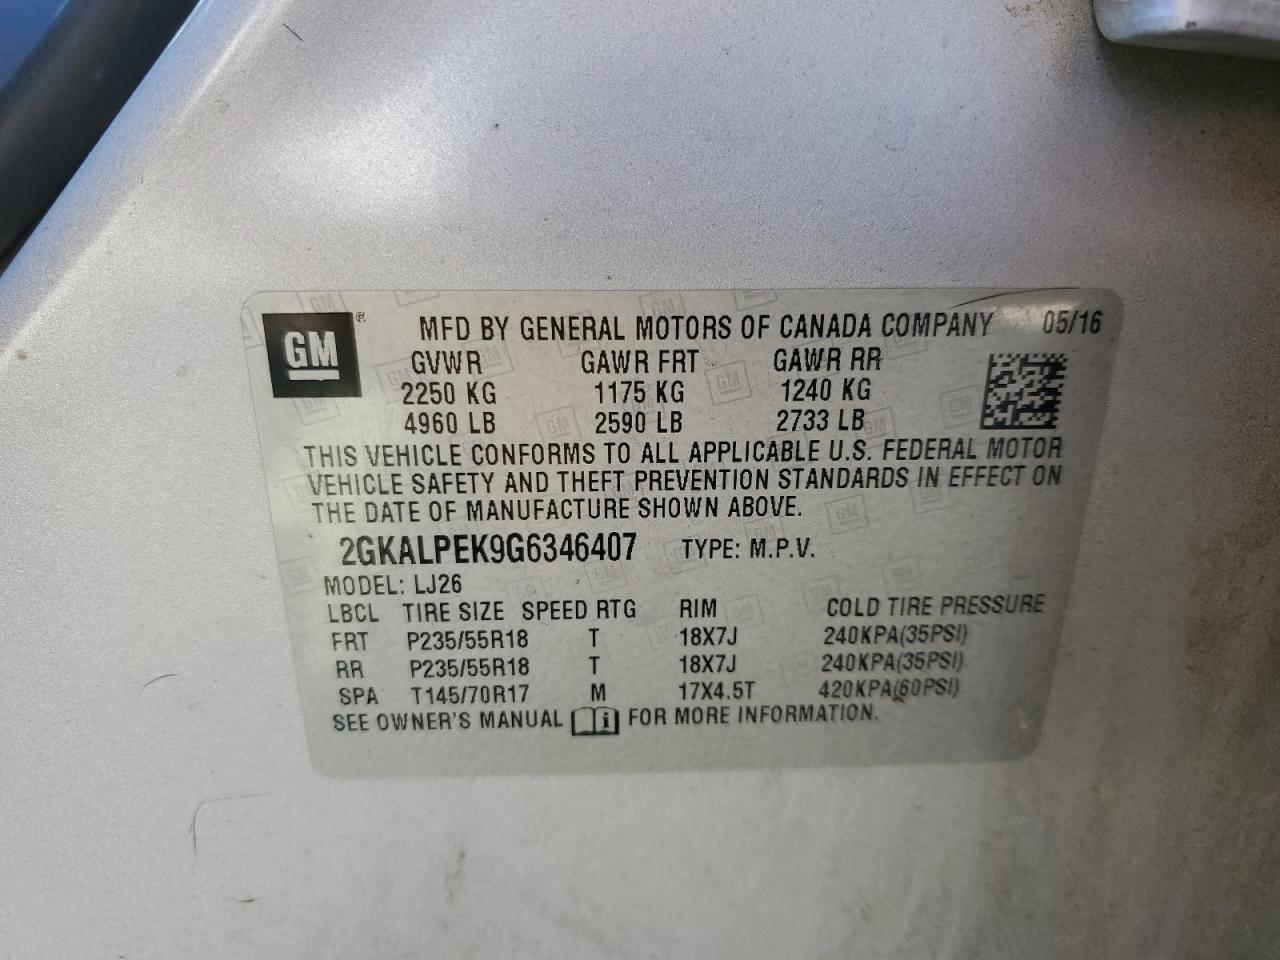 GM ® MFD BY GENERAL MOTORS OF CANADA COMPANY 05/16
GVWR GAWR FRT GAWR RR
2250 KG 1175 KG 1240 KG
4960 LB 2590 LB 2733 LB
THIS VEHICLE CONFORMS TO ALL APPLICABLE U.S. FEDERAL MOTOR
VEHICLE SAFETY AND THEFT PREVENTION STANDARDS IN EFFECT ON
THE DATE OF MANUFACTURE SHOWN ABOVE.
2GKALPEK9G6346407 TYPE: M.P.V.
MODEL: LJ26
LBCL TIRE SIZE SPEED RTG RIM COLD TIRE PRESSURE
FRT P235/55R18 T 18X7J 240KPA(35PSI)
RR P235/55R18 T 18X7J 240KPA(35PSI)
SPA T145/70R17 M 17X4.5T 420KPA(60PSI)
SEE OWNER'S MANUAL i FOR MORE INFORMATION.